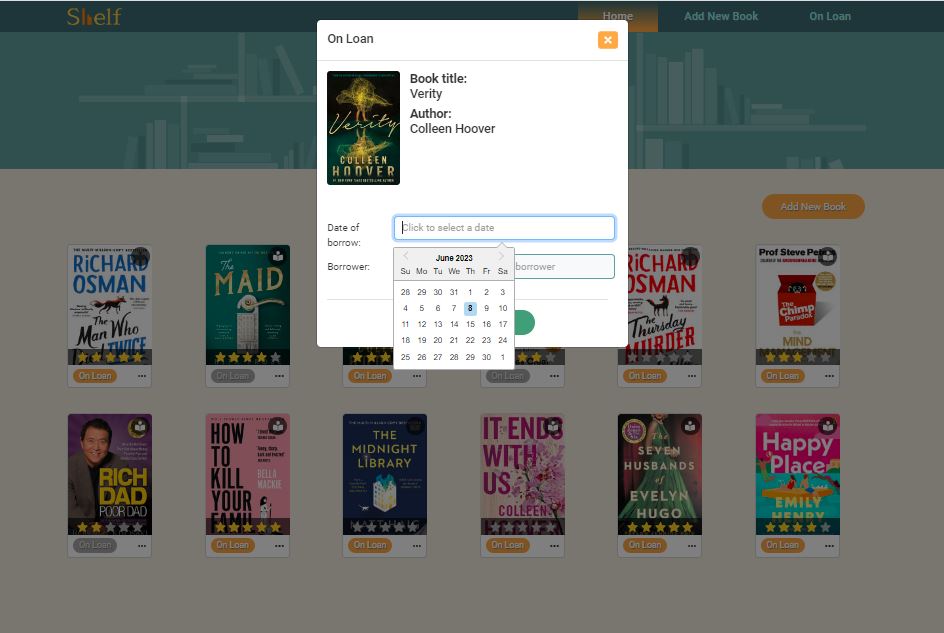 Shelf
Home
Add New Book
On Loan
On Loan
Verity
COLLEEN
HOOVER
Book title:
Verity
Author:
Colleen Hoover
Add New Book
Date of
borrow:
Click to select a date
Borrower:
borrower
June 2023
Su Mo Tu We Th Fr Sa
28 29 30 31 1 2 3
4 5 6 7 8 9 10
11 12 13 14 15 16 17
18 19 20 21 22 23 24
25 26 27 28 29 30 1
RICHARD
OSMAN
The Man
Who
TWICE
The
MAID
RICHARD
OSMAN
The
Thursday
MURDER
Prof Steve Pete
The Chimp
Paradox
THE
MIND
On Loan ...
On Loan ...
On Loan ...
On Loan ...
On Loan ...
On Loan ...
RICH
DAD
POOR DAD
HOW
TO
KILL
YOUR
BELLA
MACKIE
THE
MIDNIGHT
LIBRARY
IT ENDS
WITH
US
COLLEEN
The
SEVEN
HUSBANDS
OF
EVELYN
HUGO
Happy
Place
EMILY
HENRY
On Loan ...
On Loan ...
On Loan ...
On Loan ...
On Loan ...
On Loan ...